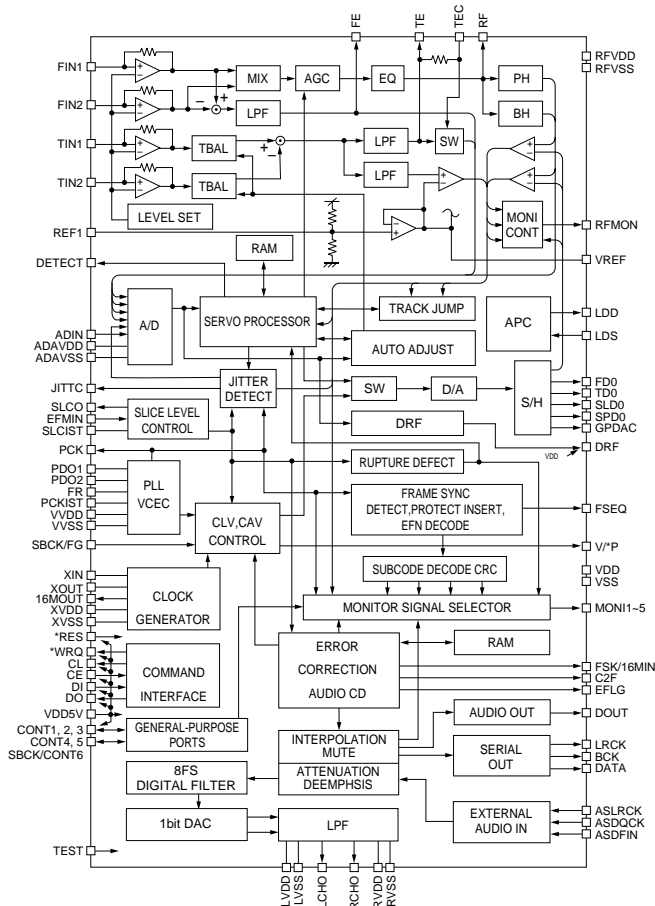 FE
TE
TEC
RF
FIN1
FIN2
TIN1
TIN2
REF1
DETECT
ADIN
ADAVDD
ADAVSS
JITTC
SLCO
EFMIN
SLCIST
PCK
PDO1
PDO2
FR
PCKIST
VVDD
VVSS
SBCK/FG
XIN
XOUT
16MOUT
XVDD
XVSS
*RES
*WRQ
CL
CE
DI
DO
VDD5V
CONT1, 2, 3
CONT4, 5
SBCK/CONT6
TEST
MIX
AGC
EQ
PH
LPF
BH
TBAL
LPF
SW
TBAL
LPF
LEVEL SET
MONI
CONT
RAM
A/D
SERVO PROCESSOR
TRACK JUMP
APC
AUTO ADJUST
JITTER
DETECT
SW
D/A
S/H
SLICE LEVEL
CONTROL
DRF
VDD
RUPTURE DEFECT
PLL
VCEC
FRAME SYNC
DETECT,PROTECT INSERT,
EFN DECODE
CLV,CAV
CONTROL
SUBCODE DECODE CRC
CLOCK
GENERATOR
MONITOR SIGNAL SELECTOR
ERROR
CORRECTION
AUDIO CD
RAM
COMMAND
INTERFACE
GENERAL-PURPOSE
PORTS
INTERPOLATION
MUTE
AUDIO OUT
SERIAL
OUT
8FS
DIGITAL FILTER
ATTENUATION
DEEMPHSIS
1bit DAC
LPF
EXTERNAL
AUDIO IN
RFVDD
RFVSS
RFMON
VREF
LDD
LDS
FD0
TD0
SLD0
SPD0
GPDAC
DRF
FSEQ
V/*P
VDD
VSS
MONI1~5
FSK/16MIN
C2F
EFLG
DOUT
LRCK
BCK
DATA
ASLRCK
ASDQCK
ASDFIN
LVDD
LVSS
LCHO
RCHO
RVDD
RVSS